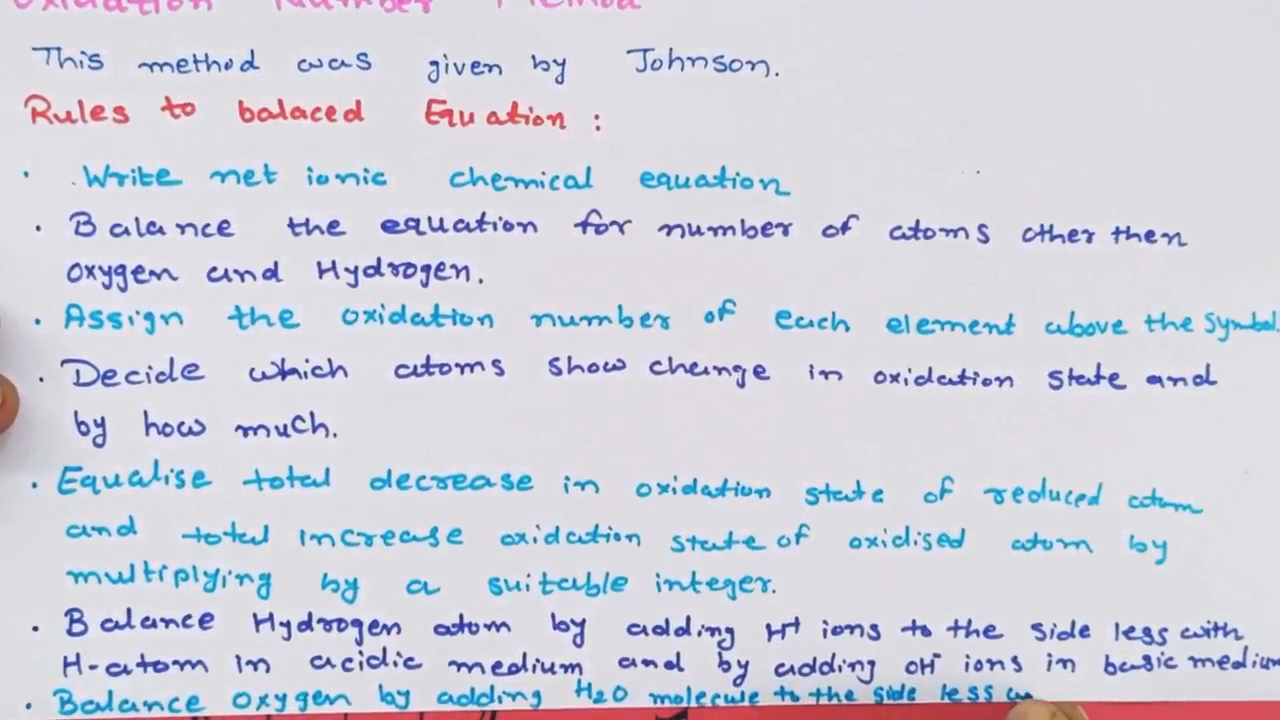 Oxidation Number Method
This method was given by Johnson.
Rules to balaced Equation :
. Write net ionic chemical equation
. Balance the equation for number of atoms other then
oxygen and Hydrogen.
. Assign the oxidation number of each element above the symbol.
. Decide which atoms show change in oxidation state and
by how much.
. Equalise total decrease in oxidation state of reduced atom
and total increase oxidation state of oxidised atom by
multiplying by a suitable integer.
. Balance Hydrogen atom by adding H⁺ ions to the side less with
H-atom in acidic medium and by adding OH⁻ ions in basic medium
. Balance oxygen by adding H₂O molecule to the side less